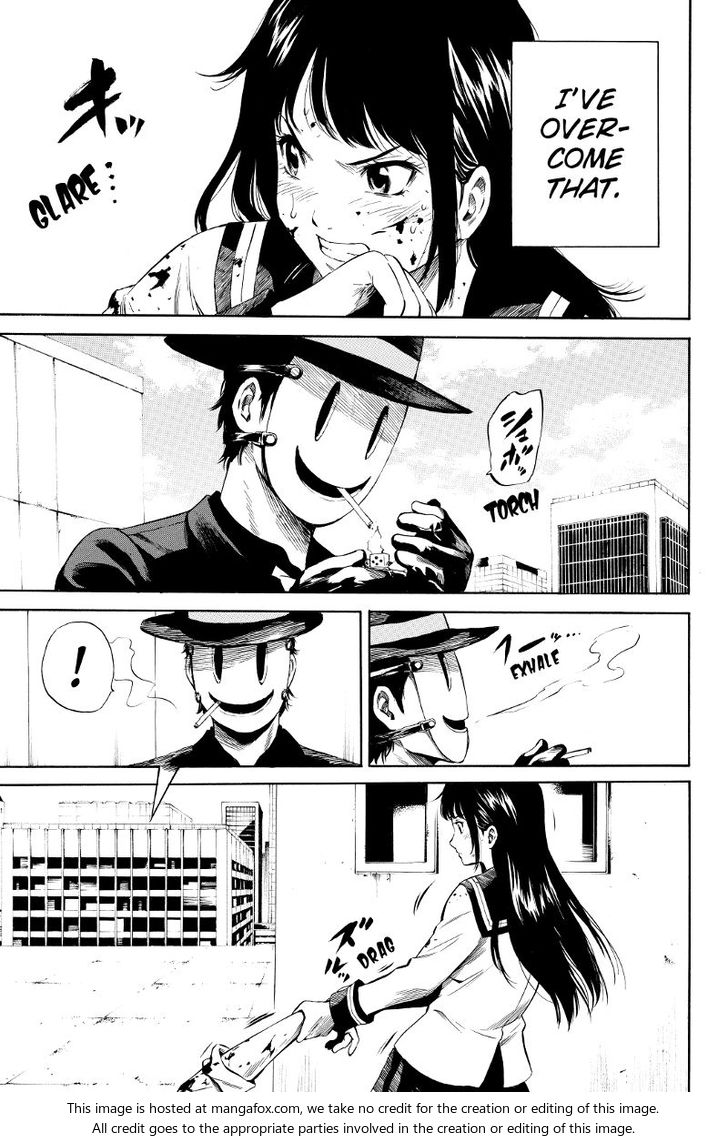 I'VE
OVER-
COME
THAT.
キッ
GLARE...
シュボッ
TORCH
フーーッ...
EXHALE
!
ズル...
DRAG
This image is hosted at mangafox.com, we take no credit for the creation or editing of this image.
All credit goes to the appropriate parties involved in the creation or editing of this image.